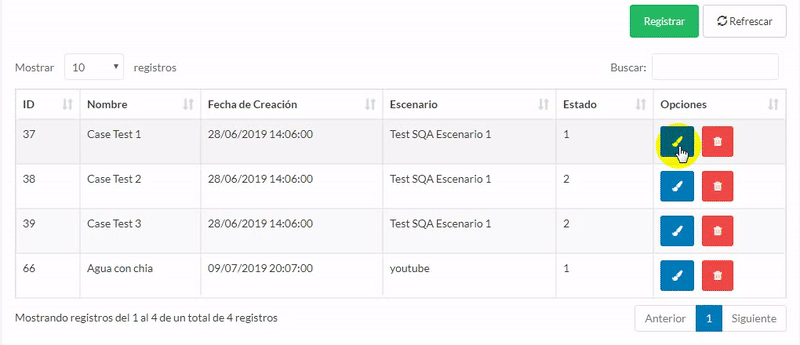 Registrar Refrescar
Mostrar 10 registros Buscar:
ID Nombre Fecha de Creación Escenario Estado Opciones
37 Case Test 1 28/06/2019 14:06:00 Test SQA Escenario 1 1
38 Case Test 2 28/06/2019 14:06:00 Test SQA Escenario 1 2
39 Case Test 3 28/06/2019 14:06:00 Test SQA Escenario 1 2
66 Agua con chia 09/07/2019 20:07:00 youtube 1
Mostrando registros del 1 al 4 de un total de 4 registros Anterior 1 Siguiente